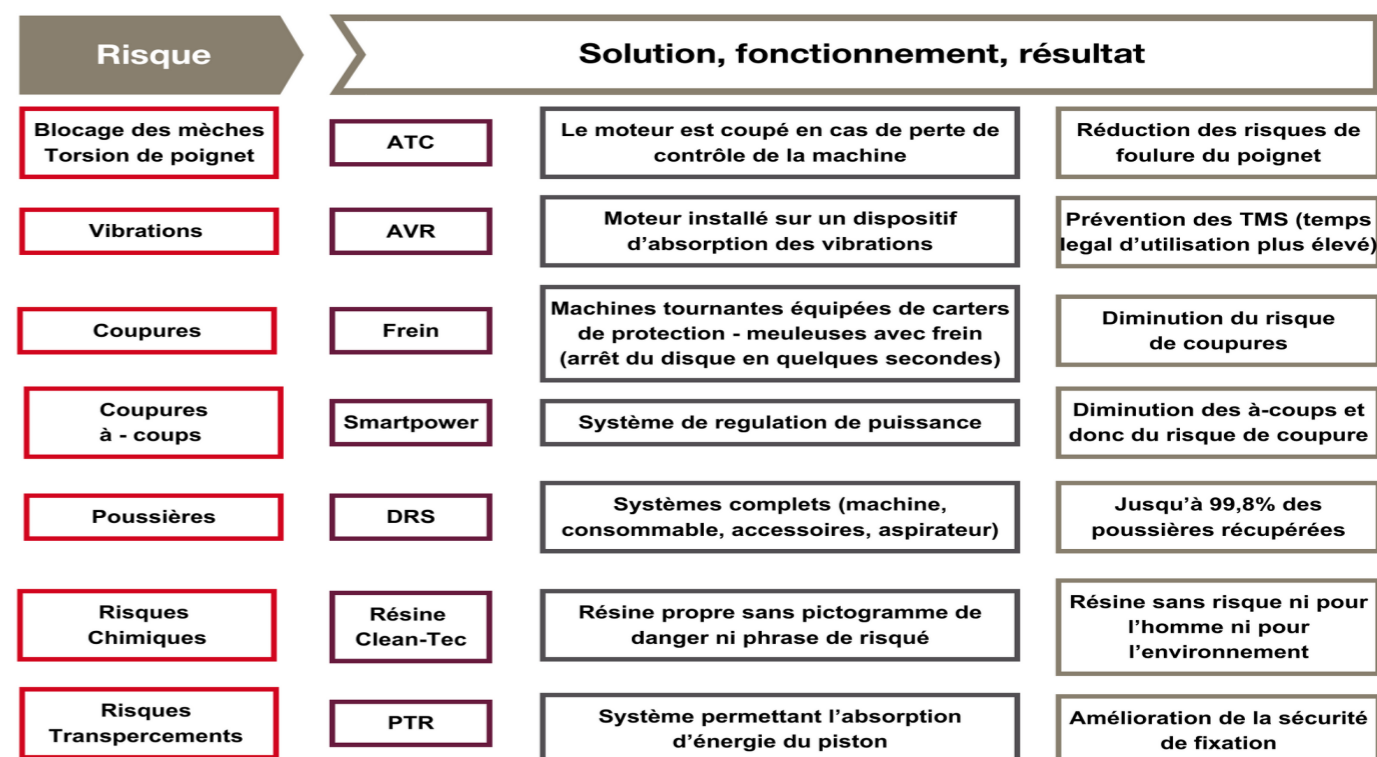 Risque
Solution, fonctionnement, résultat
Blocage des mèches
Torsion de poignet
ATC
Le moteur est coupé en cas de perte de
contrôle de la machine
Réduction des risques de
foulure du poignet
Vibrations
AVR
Moteur installé sur un dispositif
d’absorption des vibrations
Prévention des TMS (temps
legal d’utilisation plus élevé)
Coupures
Frein
Machines tournantes équipées de carters
de protection - meuleuses avec frein
(arrêt du disque en quelques secondes)
Diminution du risque
de coupures
Coupures
à - coups
Smartpower
Système de regulation de puissance
Diminution des à-coups et
donc du risque de coupure
Poussières
DRS
Systèmes complets (machine,
consommable, accessoires, aspirateur)
Jusqu’à 99,8% des
poussières récupérées
Risques
Chimiques
Résine
Clean-Tec
Résine propre sans pictogramme de
danger ni phrase de risqué
Résine sans risque ni pour
l’homme ni pour
l’environnement
Risques
Transpercements
PTR
Système permettant l’absorption
d’énergie du piston
Amélioration de la sécurité
de fixation